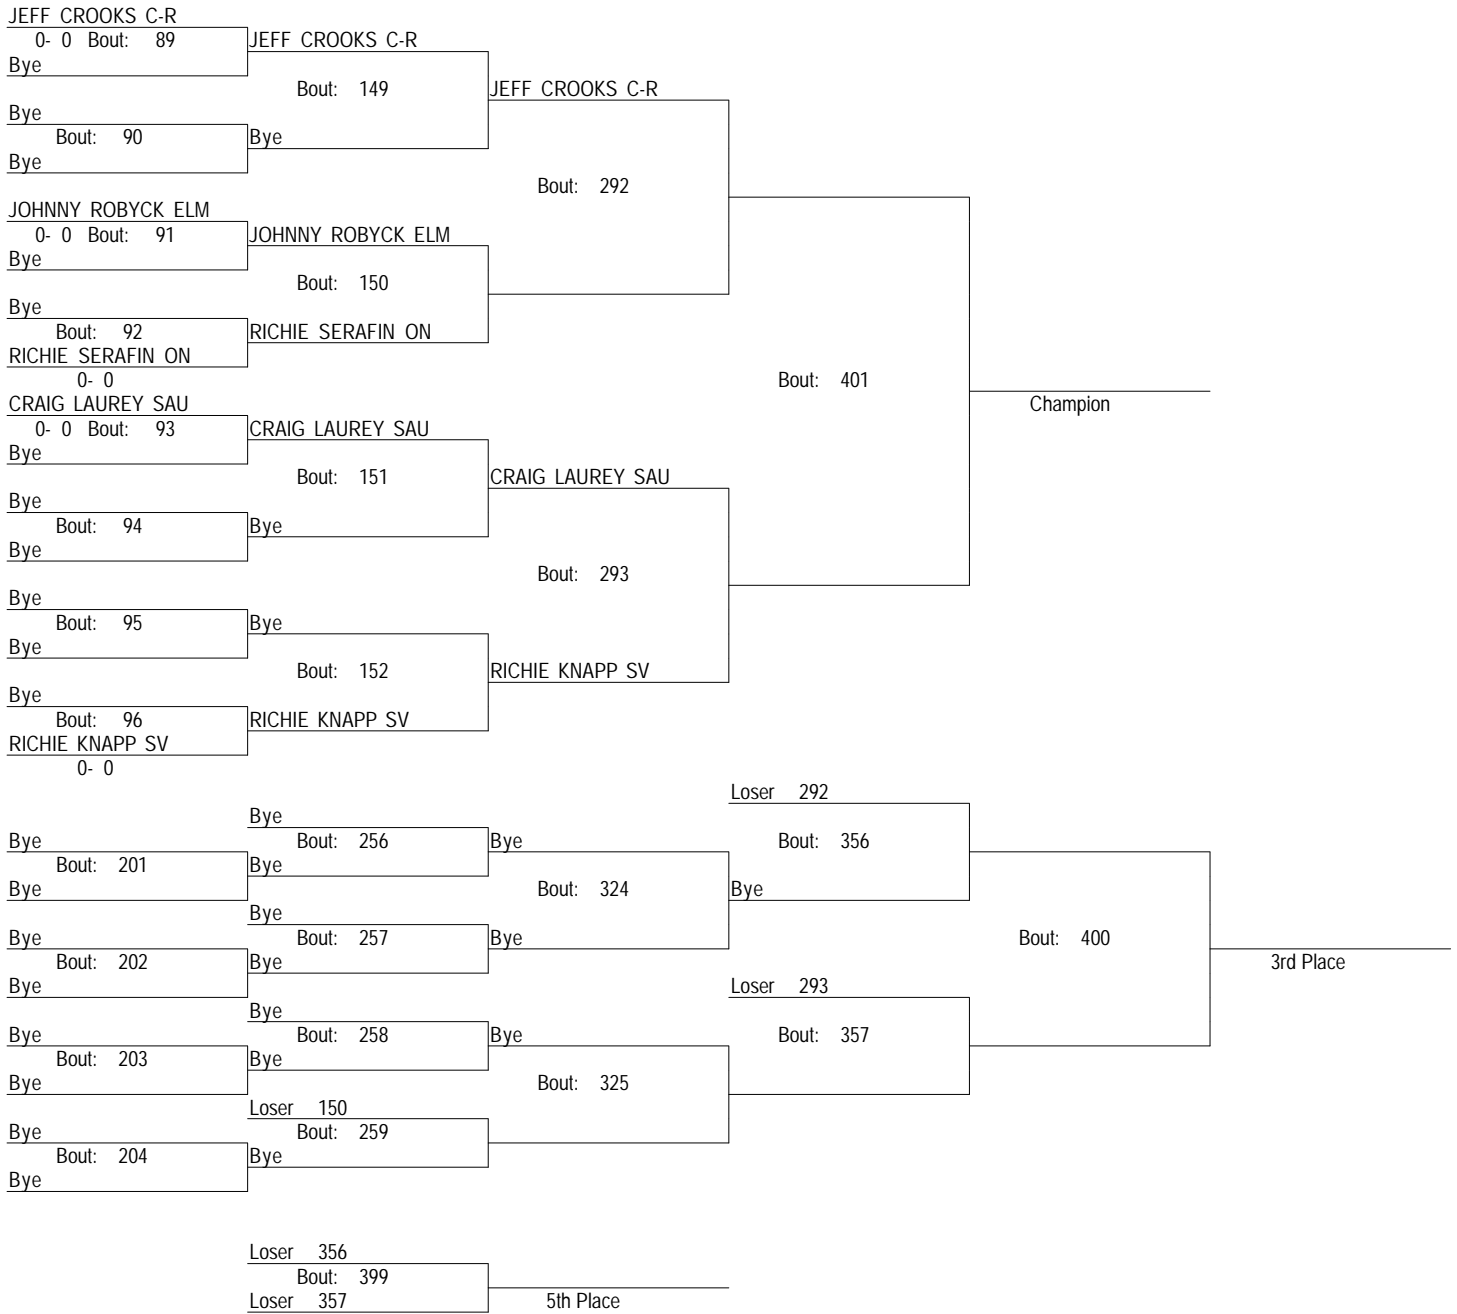 JEFF CROOKS C-R
0- 0 Bout: 89 JEFF CROOKS C-R
Bye
Bout: 149 JEFF CROOKS C-R
Bye
Bout: 90 Bye
Bye
Bout: 292
JOHNNY ROBYCK ELM
0- 0 Bout: 91 JOHNNY ROBYCK ELM
Bye
Bout: 150
Bye
Bout: 92 RICHIE SERAFIN ON
RICHIE SERAFIN ON
0- 0 Bout: 401
CRAIG LAUREY SAU Champion
0- 0 Bout: 93 CRAIG LAUREY SAU
Bye
Bout: 151 CRAIG LAUREY SAU
Bye
Bout: 94 Bye
Bye
Bout: 293
Bye
Bout: 95 Bye
Bye
Bout: 152 RICHIE KNAPP SV
Bye
Bout: 96 RICHIE KNAPP SV
RICHIE KNAPP SV
0- 0
Loser 292
Bye
Bye Bout: 256 Bye Bout: 356
Bout: 201 Bye
Bye Bout: 324 Bye
Bye
Bye Bout: 257 Bye Bout: 400
Bout: 202 Bye 3rd Place
Bye Loser 293
Bye
Bye Bout: 258 Bye Bout: 357
Bout: 203 Bye
Bye Bout: 325
Loser 150
Bye Bout: 259
Bout: 204 Bye
Bye
Loser 356
Bout: 399
Loser 357 5th Place